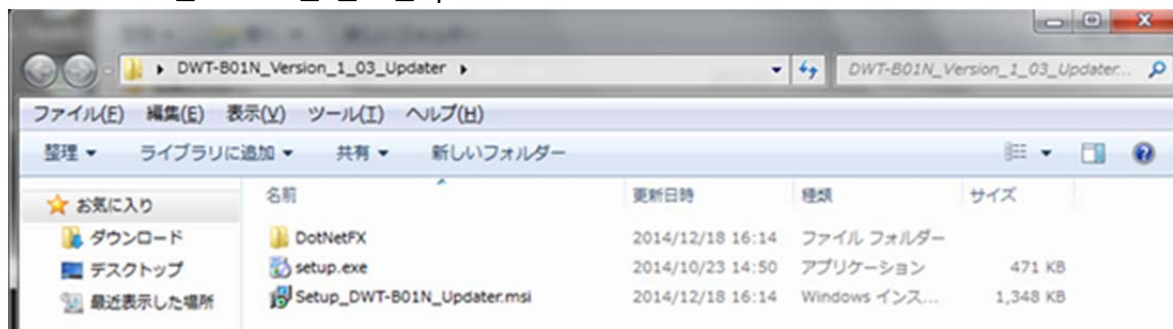 DWT-B01N_Version_1_03_Updater
DWT-B01N_Version_1_03_Updater...
ファイル(F) 編集(E) 表示(V) ツール(T) ヘルプ(H)
整理 ライブラリに追加 共有 新しいフォルダー
お気に入り
ダウンロード
デスクトップ
最近表示した場所
名前 更新日時 種類 サイズ
DotNetFX 2014/12/18 16:14 ファイル フォルダー
setup.exe 2014/10/23 14:50 アプリケーション 471 KB
Setup_DWT-B01N_Updater.msi 2014/12/18 16:14 Windows インス... 1,348 KB